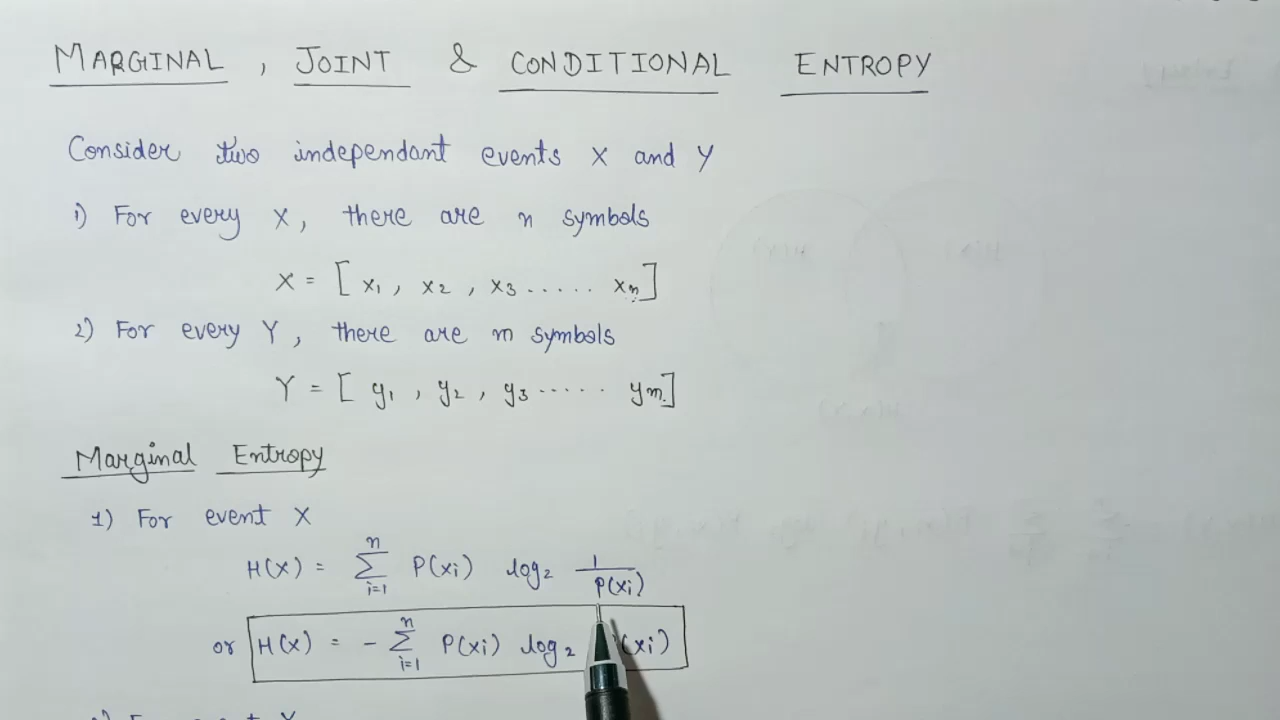 MARGINAL , JOINT & CONDITIONAL ENTROPY
Consider two independant events X and Y
1) For every X, there are n symbols
X = [ x1 , x2 , x3 ..... xn ]
2) For every Y, there are m symbols
Y = [ y1 , y2 , y3 ..... ym ]
Marginal Entropy
1) For event X
H(X) = ∑ i=1 n P(xi) log2 1/P(xi)
or H(X) = - ∑ i=1 n P(xi) log2 (xi)